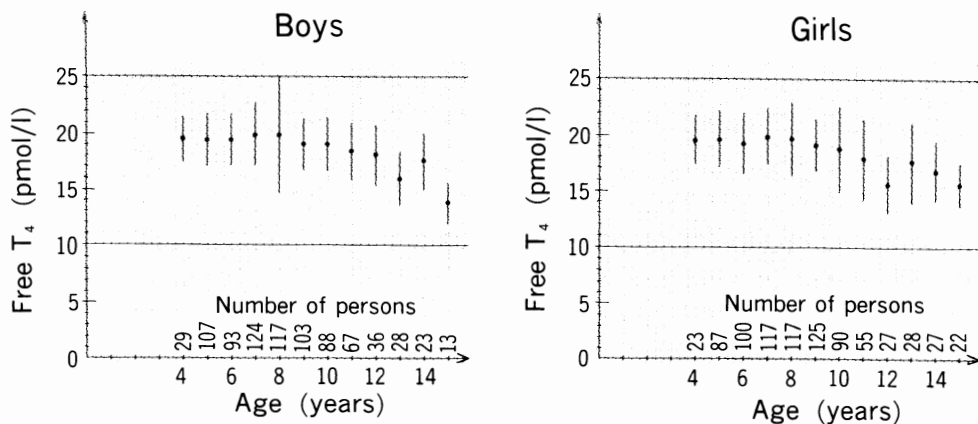 Boys
Free T₄ (pmol/l)
25
20
15
10
5
0
Number of persons
29 107 93 124 117 103 88 67 36 28 23 13
4 6 8 10 12 14
Age (years)
Girls
Free T₄ (pmol/l)
25
20
15
10
5
0
Number of persons
23 87 100 117 117 125 90 55 27 28 27 22
4 6 8 10 12 14
Age (years)